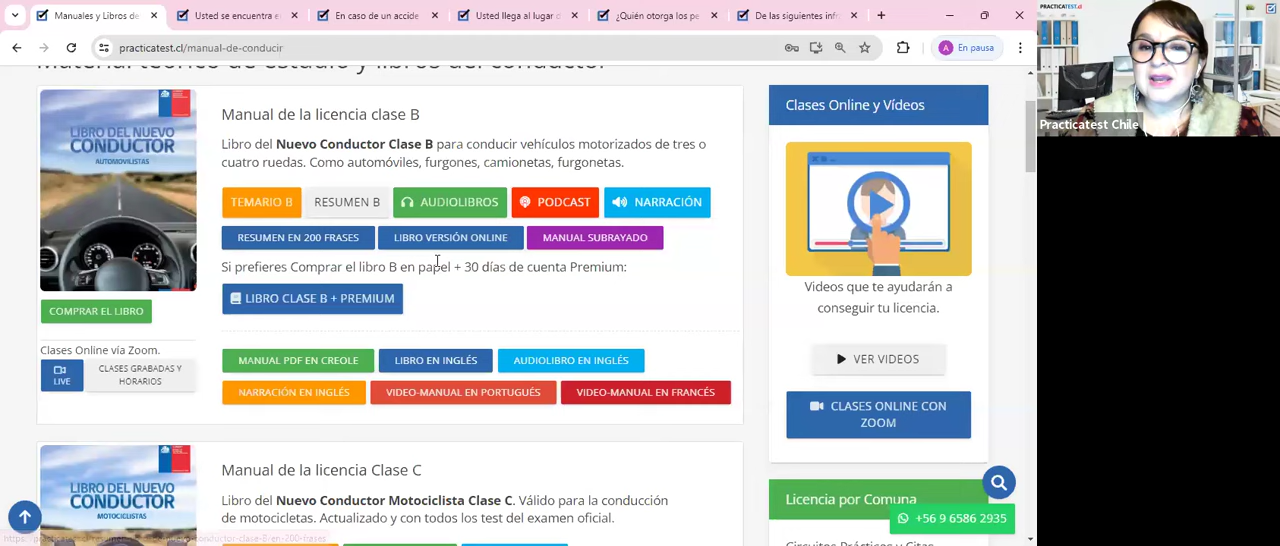 Manuales y Libros de
Usted se encuentra e
En caso de un accide
Usted llega al lugar d
¿Quién otorga los pe
De las siguientes inf
practicatest.cl/manual-de-conducir
A
En pausa
PRACTICATEST.cl
Practicatest Chile
LIBRO DEL NUEVO
CONDUCTOR
AUTOMOVILISTAS
COMPRAR EL LIBRO
Clases Online vía Zoom.
LIVE
CLASES GRABADAS Y
HORARIOS
Manual de la licencia clase B
Libro del Nuevo Conductor Clase B para conducir vehículos motorizados de tres o
cuatro ruedas. Como automóviles, furgones, camionetas, furgonetas.
TEMARIO B
RESUMEN B
AUDIOLIBROS
PODCAST
NARRACIÓN
RESUMEN EN 200 FRASES
LIBRO VERSIÓN ONLINE
MANUAL SUBRAYADO
Si prefieres Comprar el libro B en papel + 30 días de cuenta Premium:
LIBRO CLASE B + PREMIUM
MANUAL PDF EN CREOLE
LIBRO EN INGLÉS
AUDIOLIBRO EN INGLÉS
NARRACIÓN EN INGLÉS
VIDEO-MANUAL EN PORTUGUÉS
VIDEO-MANUAL EN FRANCÉS
LIBRO DEL NUEVO
CONDUCTOR
MOTOCICLISTAS
Manual de la licencia Clase C
Libro del Nuevo Conductor Motociclista Clase C. Válido para la conducción
de motocicletas. Actualizado y con todos los test del examen oficial.
Clases Online y Vídeos
Videos que te ayudarán a
conseguir tu licencia.
VER VIDEOS
CLASES ONLINE CON
ZOOM
Licencia por Comuna
+56 9 6586 2935